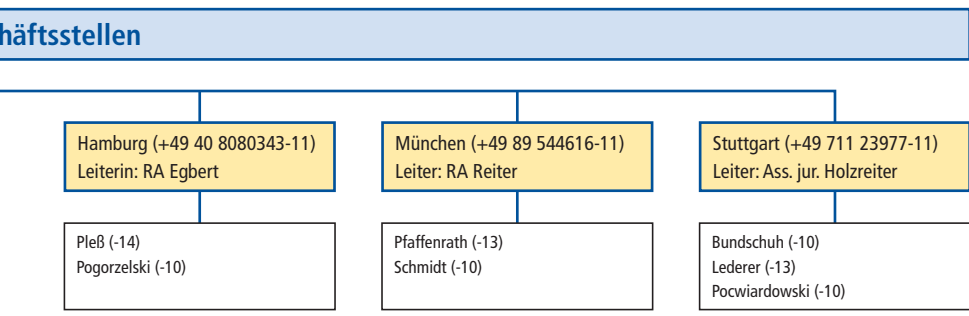 häftsstellen
Hamburg (+49 40 8080343-11)
Leiterin: RA Egbert
Pleß (-14)
Pogorzelski (-10)
München (+49 89 544616-11)
Leiter: RA Reiter
Pfaffenrath (-13)
Schmidt (-10)
Stuttgart (+49 711 23977-11)
Leiter: Ass. jur. Holzreiter
Bundschuh (-10)
Lederer (-13)
Pocwiardowski (-10)